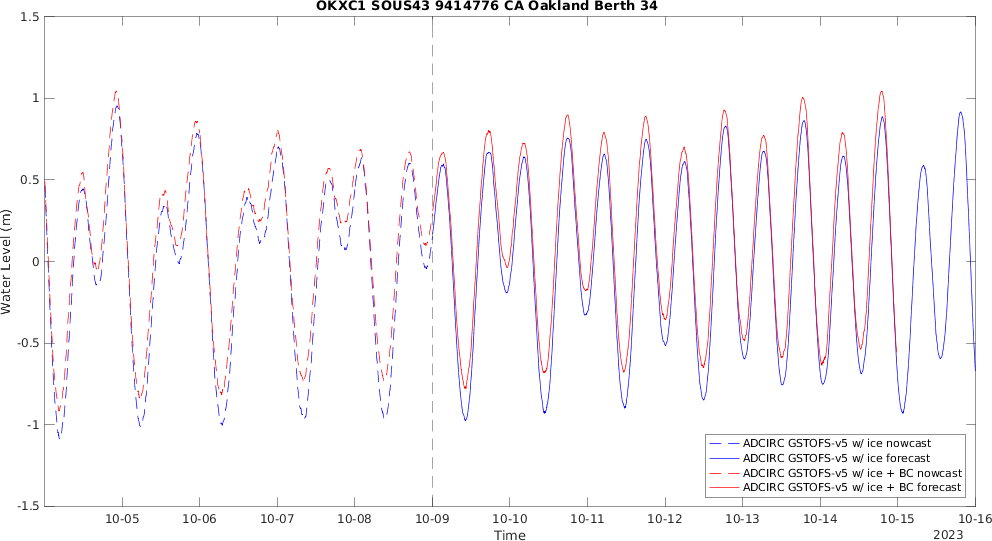 OKXC1 SOUS43 9414776 CA Oakland Berth 34
1.5
1
0.5
0
-0.5
-1
-1.5
Water Level (m)
10-05 10-06 10-07 10-08 10-09 10-10 10-11 10-12 10-13 10-14 10-15 10-16
Time
2023
ADCIRC GSTOFS-v5 w/ ice nowcast
ADCIRC GSTOFS-v5 w/ ice forecast
ADCIRC GSTOFS-v5 w/ ice + BC nowcast
ADCIRC GSTOFS-v5 w/ ice + BC forecast